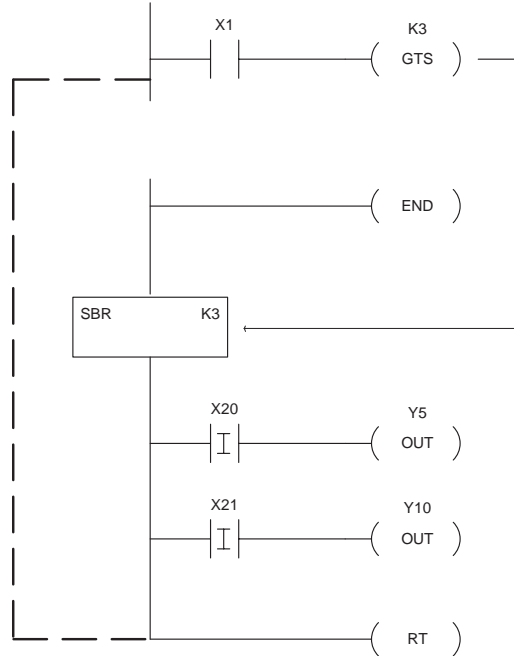 X1 K3
GTS
END
SBR K3
X20 Y5
I OUT
X21 Y10
I OUT
RT